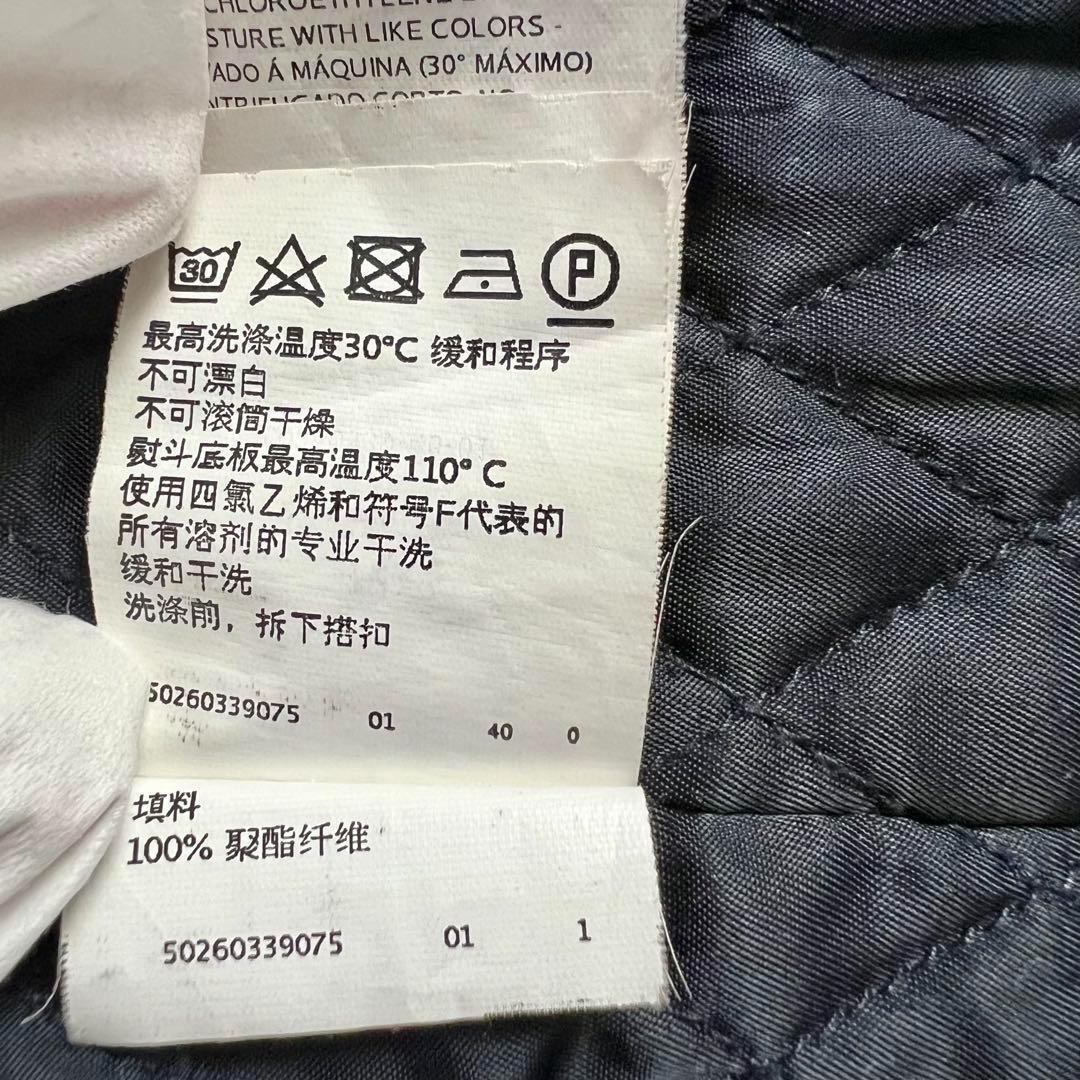 STURE WITH LIKE COLORS -
ADO Á MÁQUINA (30° MÁXIMO)
30
P
最高洗涤温度30°C 缓和程序
不可漂白
不可滚筒干燥
熨斗底板最高温度110°C
使用四氯乙烯和符号F代表的
所有溶剂的专业干洗
缓和干洗
洗涤前，拆下搭扣
50260339075 01 40 0
填料
100% 聚酯纤维
50260339075 01 1